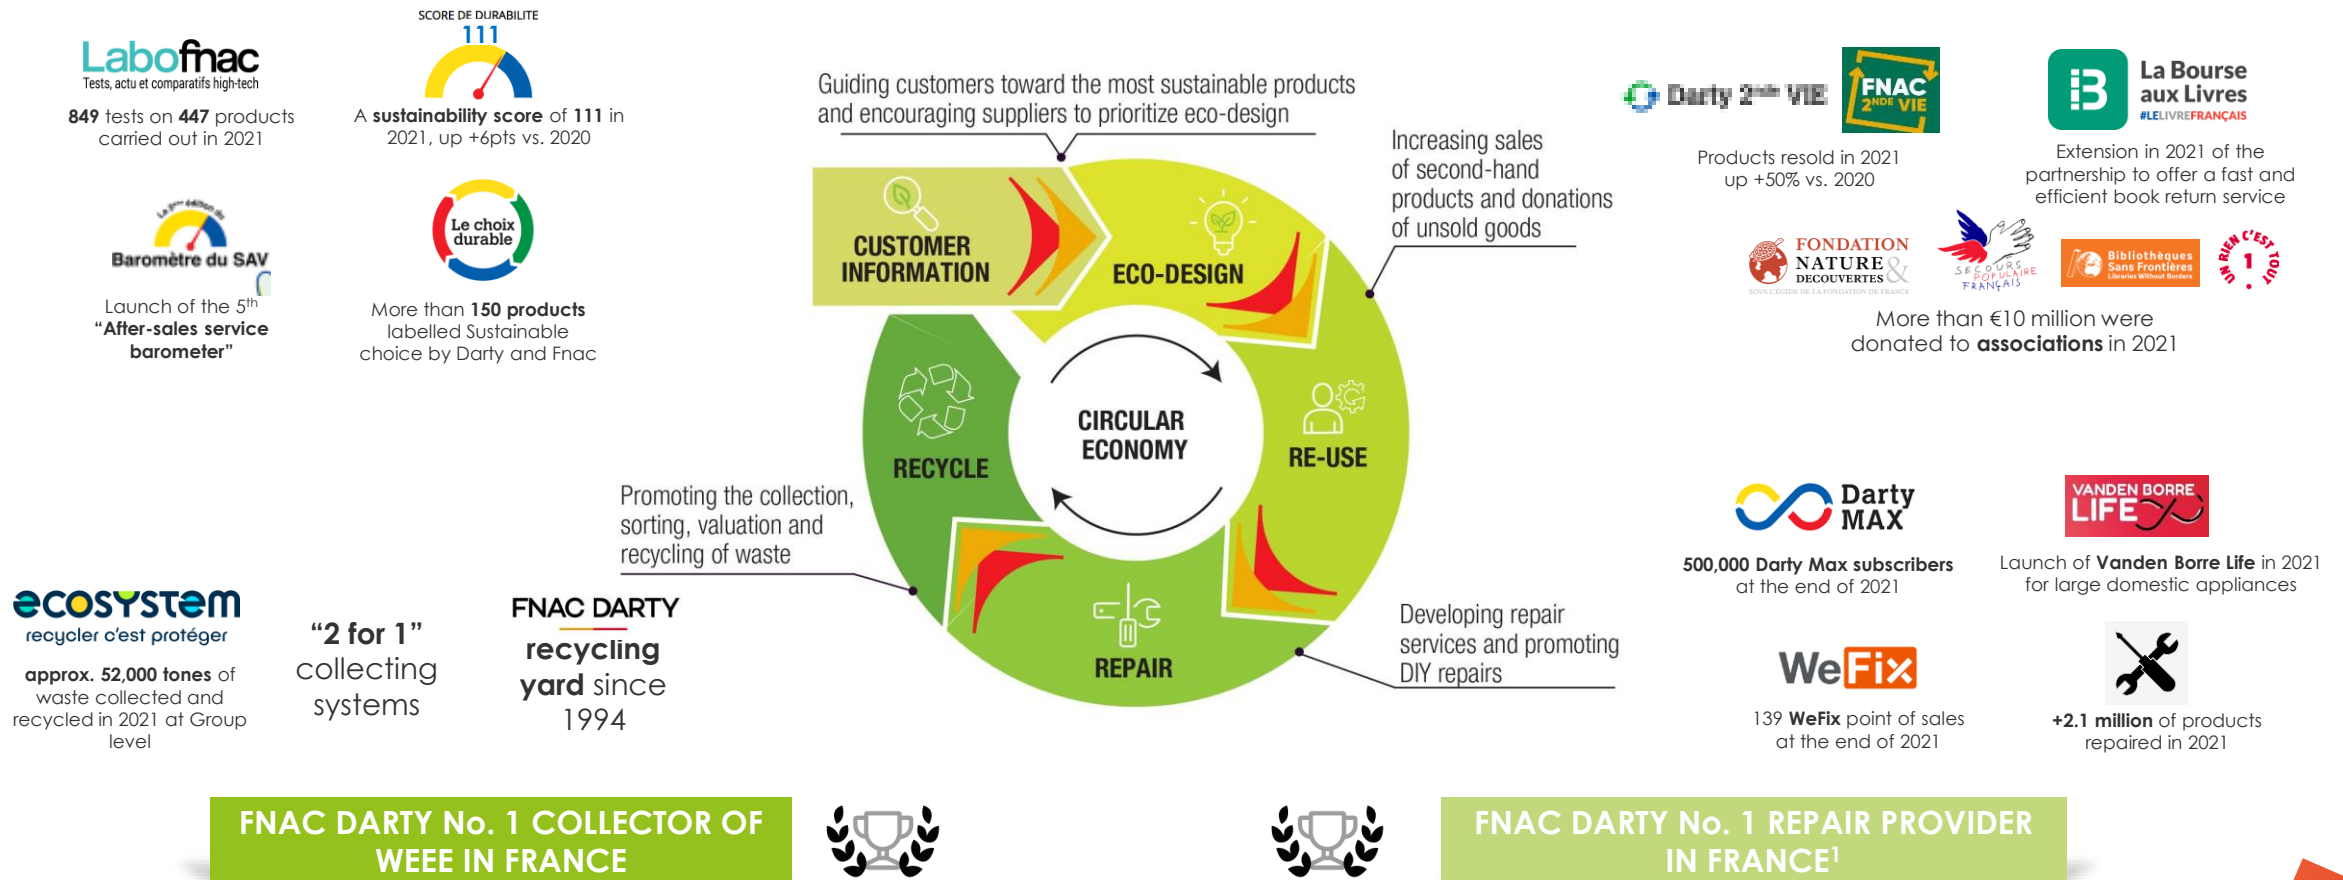 Labofnac
Tests, actu et comparatifs high-tech
849 tests on 447 products
carried out in 2021
SCORE DE DURABILITE
111
A sustainability score of 111 in
2021, up +6pts vs. 2020
Baromètre du SAV
Launch of the 5th
“After-sales service
barometer”
Le choix
durable
More than 150 products
labelled Sustainable
choice by Darty and Fnac
Guiding customers toward the most sustainable products
and encouraging suppliers to prioritize eco-design
CUSTOMER
INFORMATION
ECO-DESIGN
Increasing sales
of second-hand
products and donations
of unsold goods
RE-USE
CIRCULAR
ECONOMY
RECYCLE
REPAIR
Promoting the collection,
sorting, valuation and
recycling of waste
Developing repair
services and promoting
DIY repairs
Darty 2nde VIE
FNAC
2NDE VIE
Products resold in 2021
up +50% vs. 2020
La Bourse
aux Livres
#LELIVREFRANÇAIS
Extension in 2021 of the
partnership to offer a fast and
efficient book return service
FONDATION
NATURE &
DECOUVERTES
SOUS L'ÉGIDE DE LA FONDATION DE FRANCE
SECOURS
POPULAIRE
FRANÇAIS
Bibliothèques
Sans Frontières
Libraries Without Borders
UN RIEN C'EST TOUT
1
More than €10 million were
donated to associations in 2021
Darty
MAX
500,000 Darty Max subscribers
at the end of 2021
VANDEN BORRE
LIFE
Launch of Vanden Borre Life in 2021
for large domestic appliances
WeFix
139 WeFix point of sales
at the end of 2021
+2.1 million of products
repaired in 2021
ecosystem
recycler c'est protéger
approx. 52,000 tones of
waste collected and
recycled in 2021 at Group
level
“2 for 1”
collecting
systems
FNAC DARTY
recycling
yard since
1994
FNAC DARTY No. 1 COLLECTOR OF
WEEE IN FRANCE
FNAC DARTY No. 1 REPAIR PROVIDER
IN FRANCE1